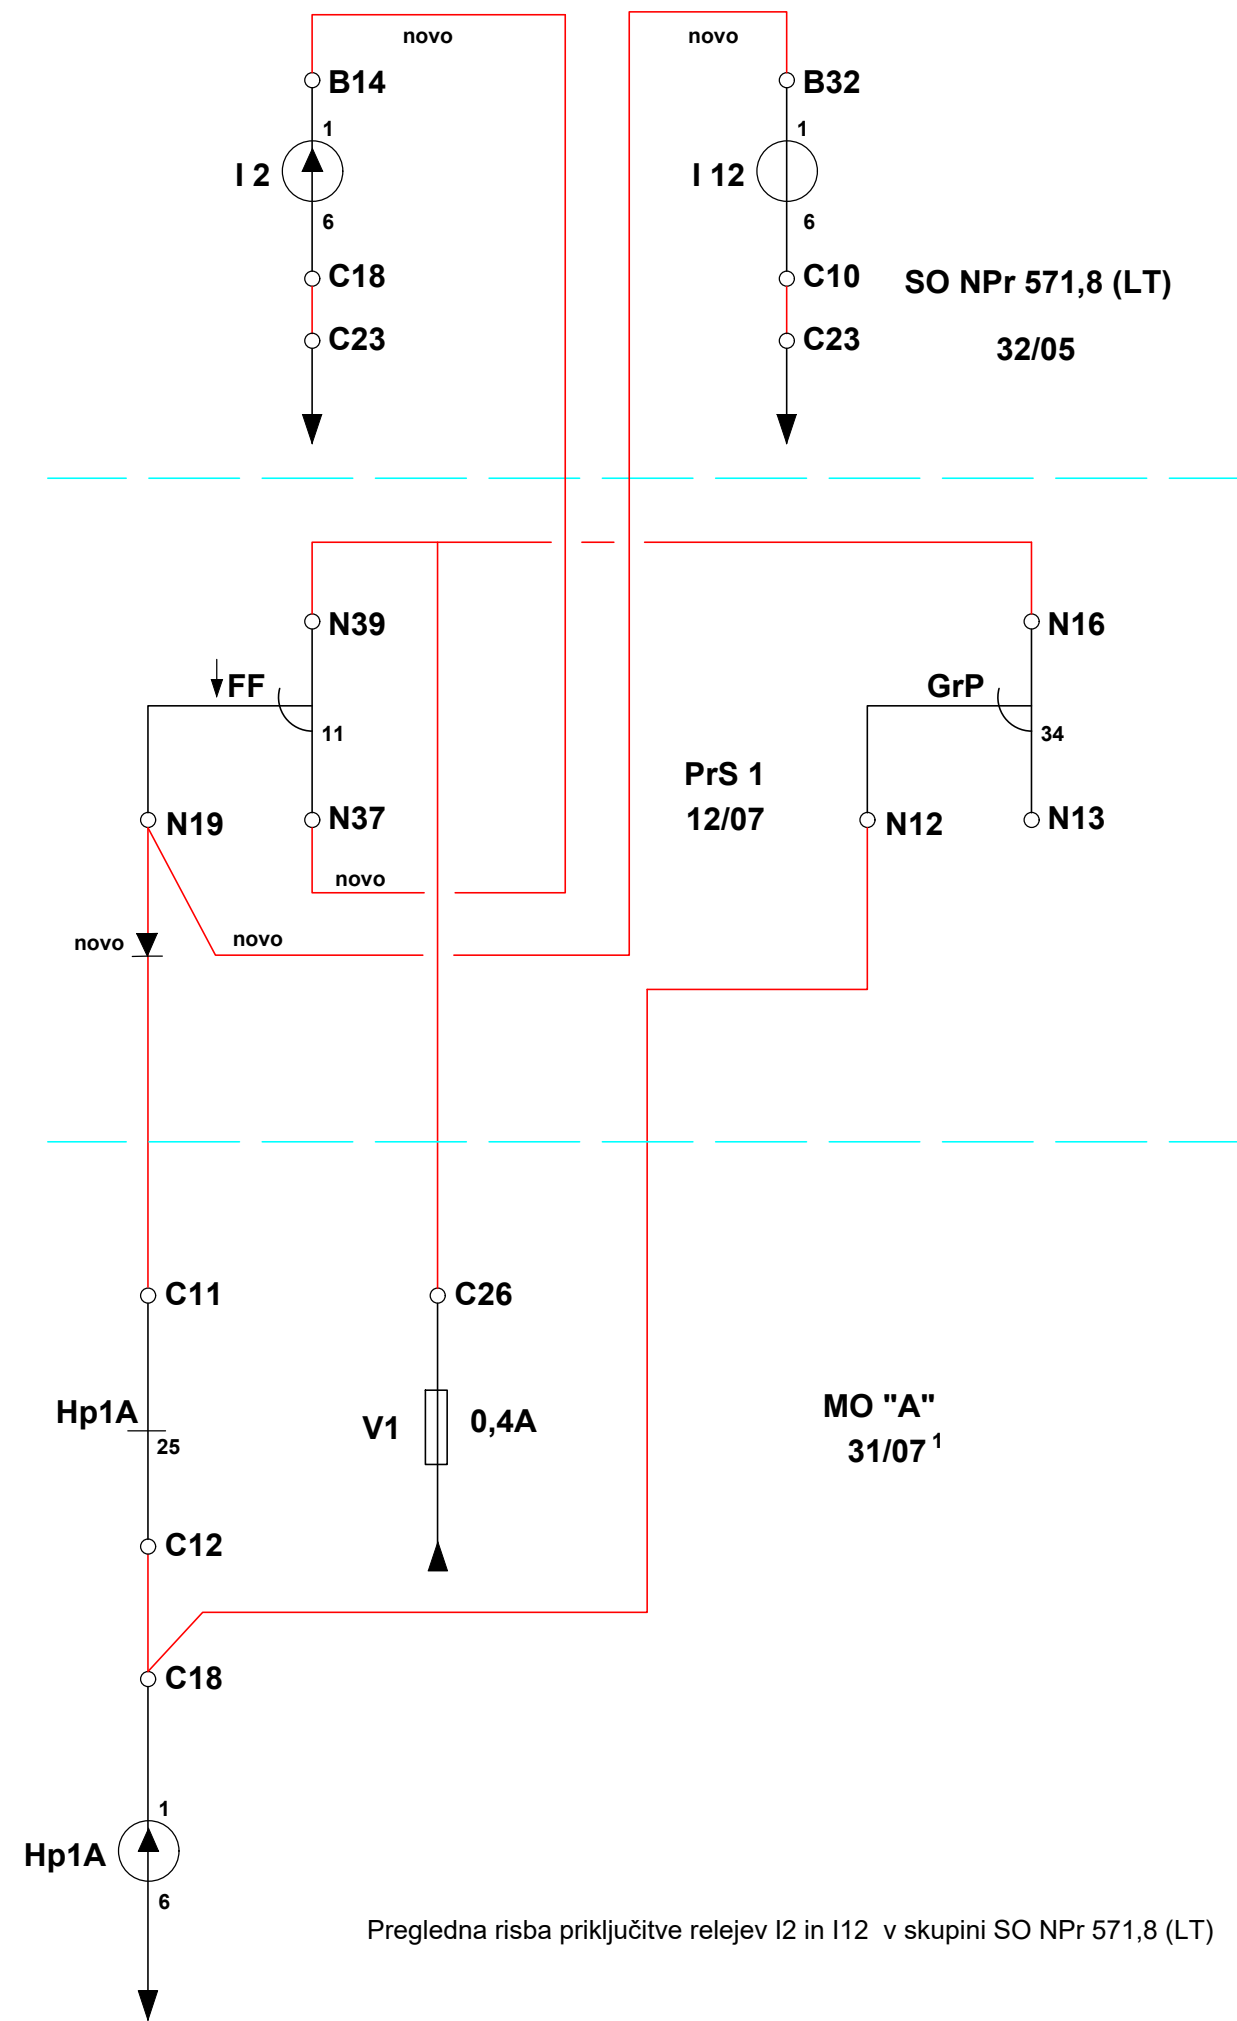 novo
novo
B14
B32
1
1
I 2
I 12
6
6
C18
C10
SO NPr 571,8 (LT)
C23
C23
32/05
N39
N16
FF
GrP
11
34
PrS 1
12/07
N19
N37
N12
N13
novo
novo
novo
C11
C26
Hp1A
25
V1
0,4A
MO "A"
31/07 1
C12
C18
1
Hp1A
6
Pregledna risba priključitve relejev I2 in I12 v skupini SO NPr 571,8 (LT)